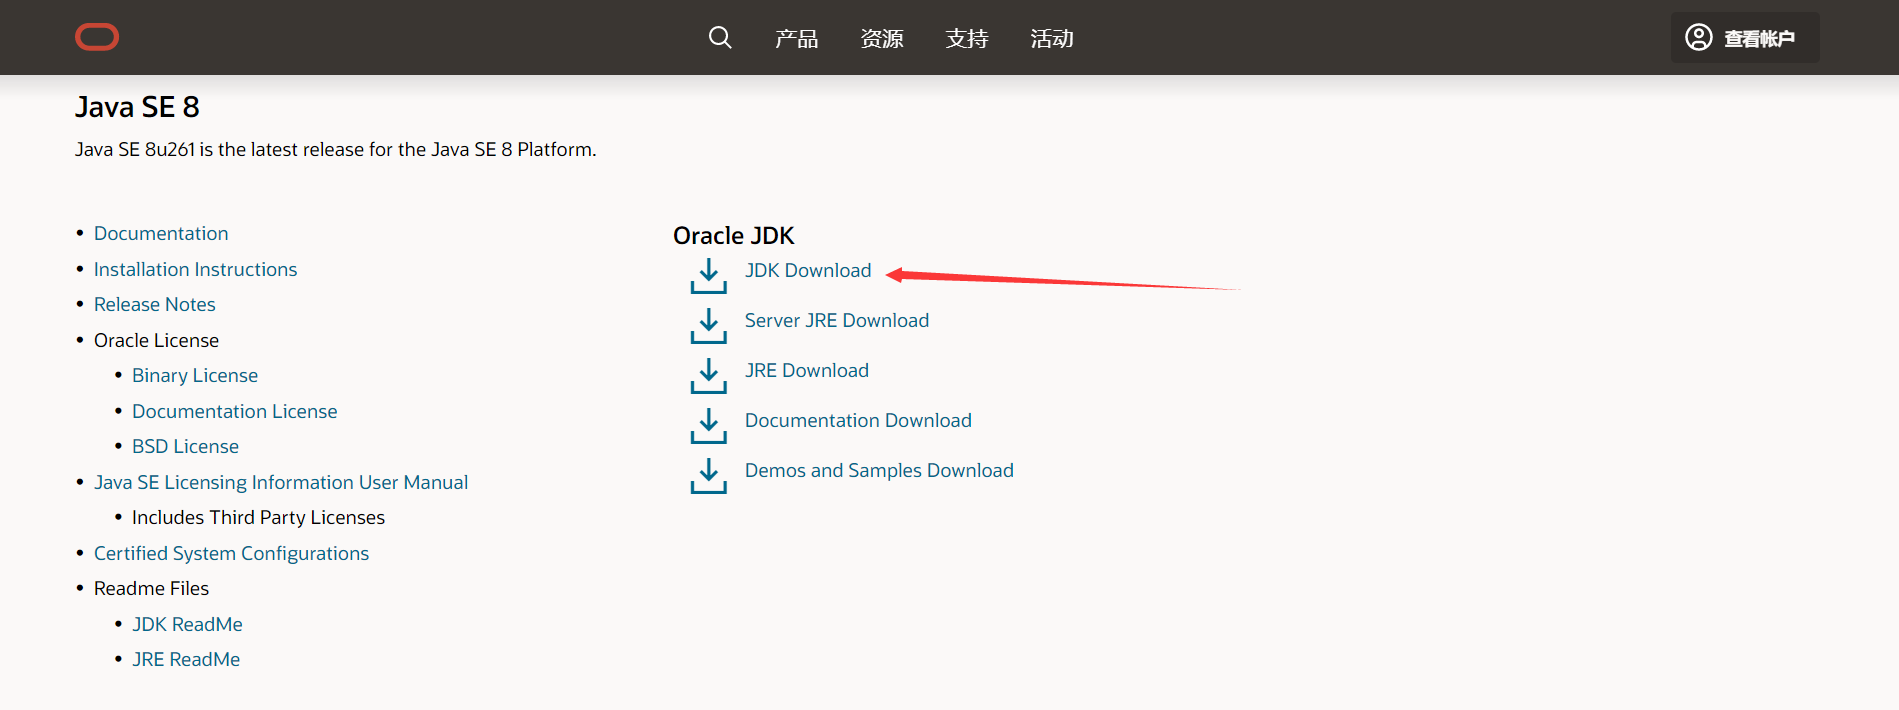 产品 资源 支持 活动 查看帐户
Java SE 8
Java SE 8u261 is the latest release for the Java SE 8 Platform.
Documentation
Installation Instructions
Release Notes
Oracle License
Binary License
Documentation License
BSD License
Java SE Licensing Information User Manual
Includes Third Party Licenses
Certified System Configurations
Readme Files
JDK ReadMe
JRE ReadMe
Oracle JDK
JDK Download
Server JRE Download
JRE Download
Documentation Download
Demos and Samples Download